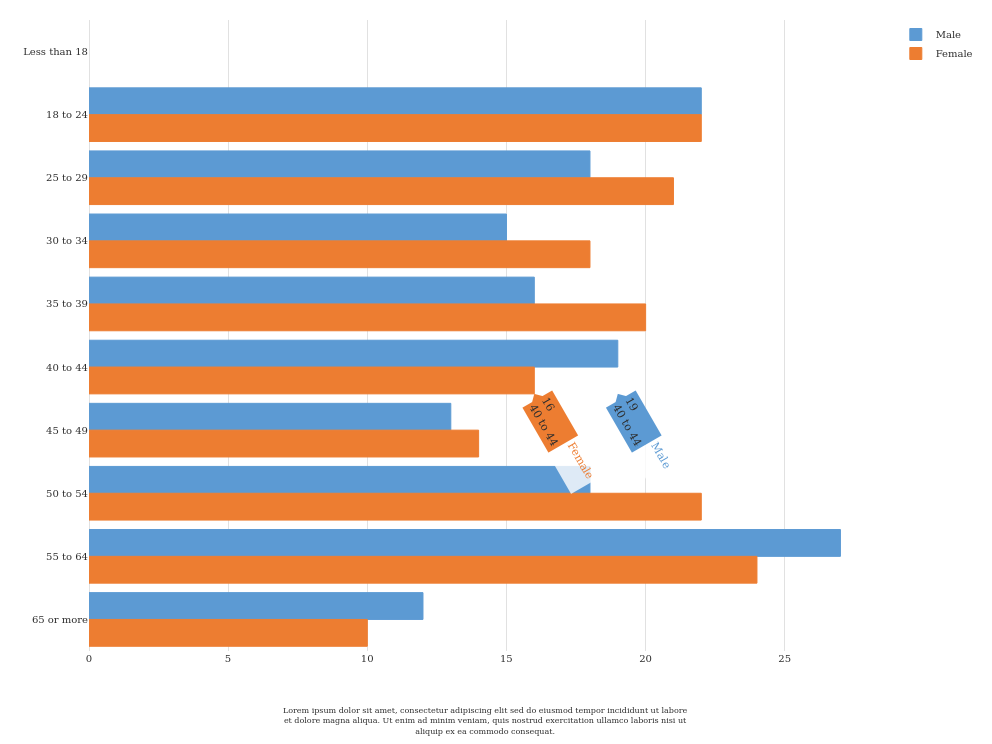 Male
Female
Less than 18
18 to 24
25 to 29
30 to 34
35 to 39
40 to 44
45 to 49
50 to 54
55 to 64
65 or more
16
40 to 44
Female
19
40 to 44
Male
0 5 10 15 20 25
Lorem ipsum dolor sit amet, consectetur adipiscing elit sed do eiusmod tempor incididunt ut labore
et dolore magna aliqua. Ut enim ad minim veniam, quis nostrud exercitation ullamco laboris nisi ut
aliquip ex ea commodo consequat.